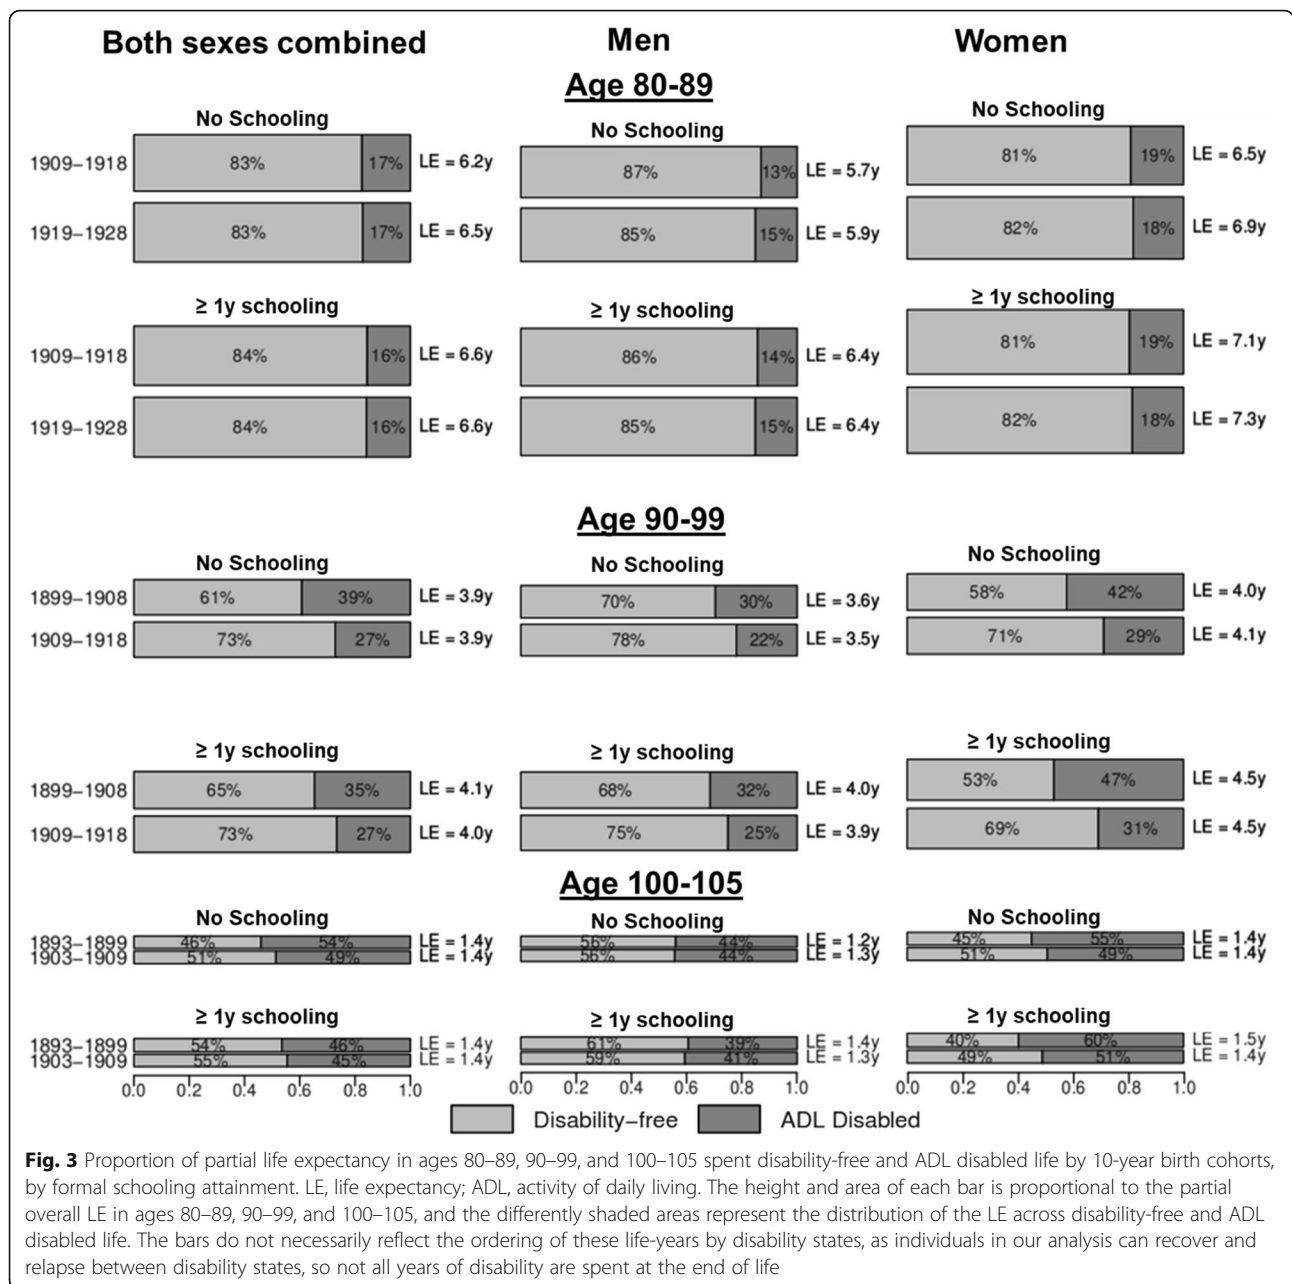 Both sexes combined Men Women
Age 80-89
No Schooling No Schooling No Schooling
1909–1918 83% 17% LE = 6.2y 87% 13% LE = 5.7y 81% 19% LE = 6.5y
1919–1928 83% 17% LE = 6.5y 85% 15% LE = 5.9y 82% 18% LE = 6.9y
≥ 1y schooling ≥ 1y schooling ≥ 1y schooling
1909–1918 84% 16% LE = 6.6y 86% 14% LE = 6.4y 81% 19% LE = 7.1y
1919–1928 84% 16% LE = 6.6y 85% 15% LE = 6.4y 82% 18% LE = 7.3y
Age 90-99
No Schooling No Schooling No Schooling
1899–1908 61% 39% LE = 3.9y 70% 30% LE = 3.6y 58% 42% LE = 4.0y
1909–1918 73% 27% LE = 3.9y 78% 22% LE = 3.5y 71% 29% LE = 4.1y
≥ 1y schooling ≥ 1y schooling ≥ 1y schooling
1899–1908 65% 35% LE = 4.1y 68% 32% LE = 4.0y 53% 47% LE = 4.5y
1909–1918 73% 27% LE = 4.0y 75% 25% LE = 3.9y 69% 31% LE = 4.5y
Age 100-105
No Schooling No Schooling No Schooling
1893–1899 46% 54% LE = 1.4y 56% 44% LE = 1.2y 45% 55% LE = 1.4y
1903–1909 51% 49% LE = 1.4y 56% 44% LE = 1.3y 51% 49% LE = 1.4y
≥ 1y schooling ≥ 1y schooling ≥ 1y schooling
1893–1899 54% 46% LE = 1.4y 61% 39% LE = 1.4y 40% 60% LE = 1.5y
1903–1909 55% 45% LE = 1.4y 59% 41% LE = 1.3y 49% 51% LE = 1.4y
0.0 0.2 0.4 0.6 0.8 1.0 0.0 0.2 0.4 0.6 0.8 1.0 0.0 0.2 0.4 0.6 0.8 1.0
Disability–free ADL Disabled
Fig. 3 Proportion of partial life expectancy in ages 80–89, 90–99, and 100–105 spent disability-free and ADL disabled life by 10-year birth cohorts,
by formal schooling attainment. LE, life expectancy; ADL, activity of daily living. The height and area of each bar is proportional to the partial
overall LE in ages 80–89, 90–99, and 100–105, and the differently shaded areas represent the distribution of the LE across disability-free and ADL
disabled life. The bars do not necessarily reflect the ordering of these life-years by disability states, as individuals in our analysis can recover and
relapse between disability states, so not all years of disability are spent at the end of life